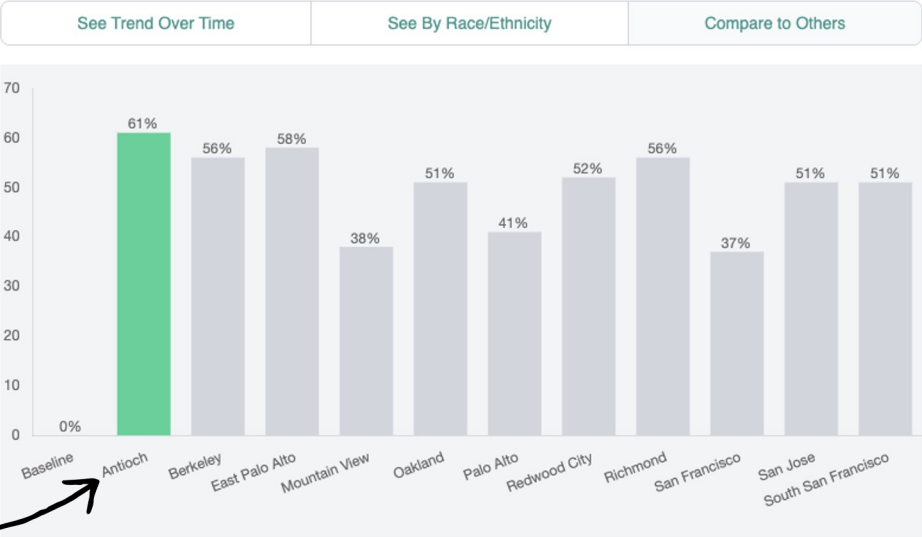 See Trend Over Time
See By Race/Ethnicity
Compare to Others
70
60
50
40
30
20
10
0
0%
61%
56%
58%
38%
51%
41%
52%
56%
37%
51%
51%
Baseline
Antioch
Berkeley
East Palo Alto
Mountain View
Oakland
Palo Alto
Redwood City
Richmond
San Francisco
San Jose
South San Francisco